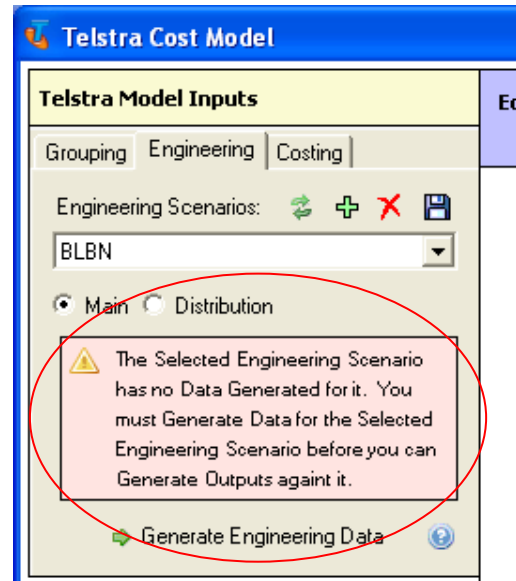 Telstra Cost Model
Telstra Model Inputs
Ec
Grouping Engineering Costing
Engineering Scenarios:
BLBN
Main Distribution
The Selected Engineering Scenario
has no Data Generated for it. You
must Generate Data for the Selected
Engineering Scenario before you can
Generate Outputs againt it.
Generate Engineering Data